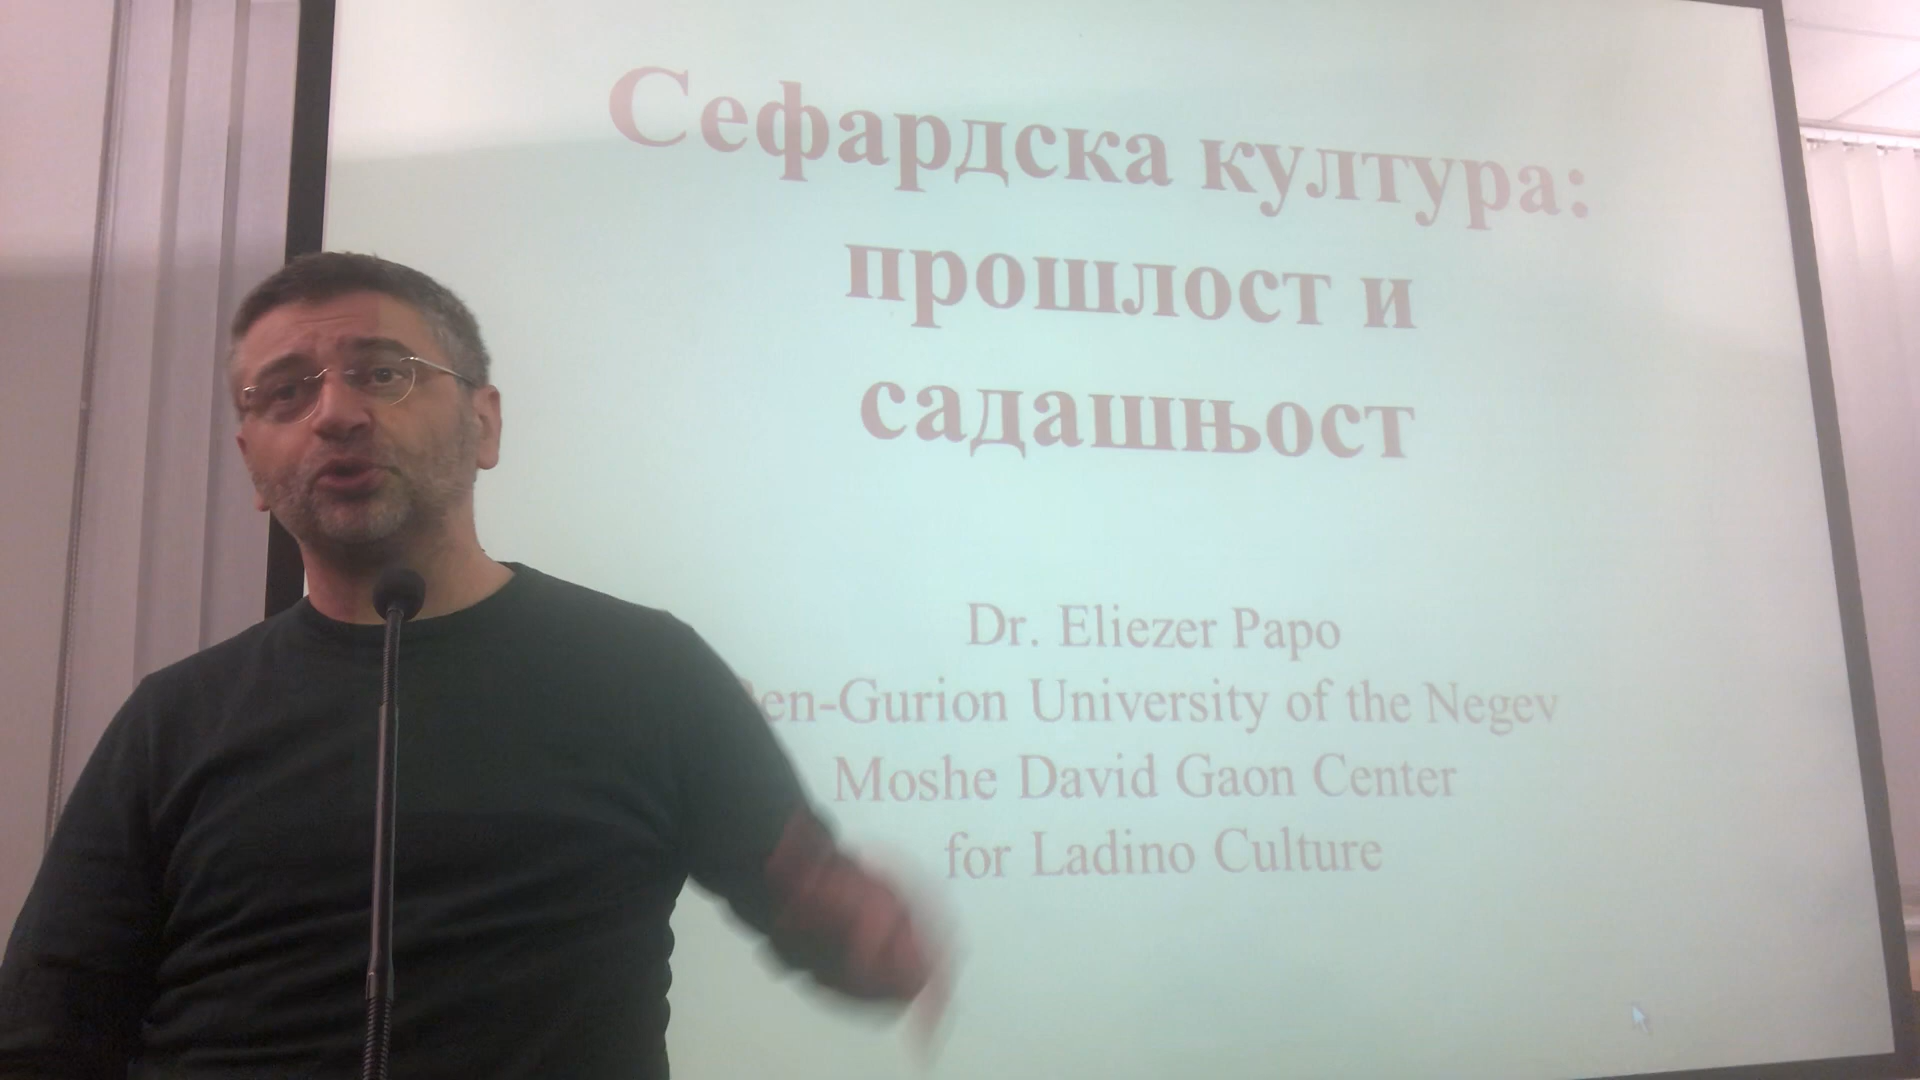 Сефардска култура:
прошлост и
садашњост
Dr. Eliezer Papo
Ben-Gurion University of the Negev
Moshe David Gaon Center
for Ladino Culture